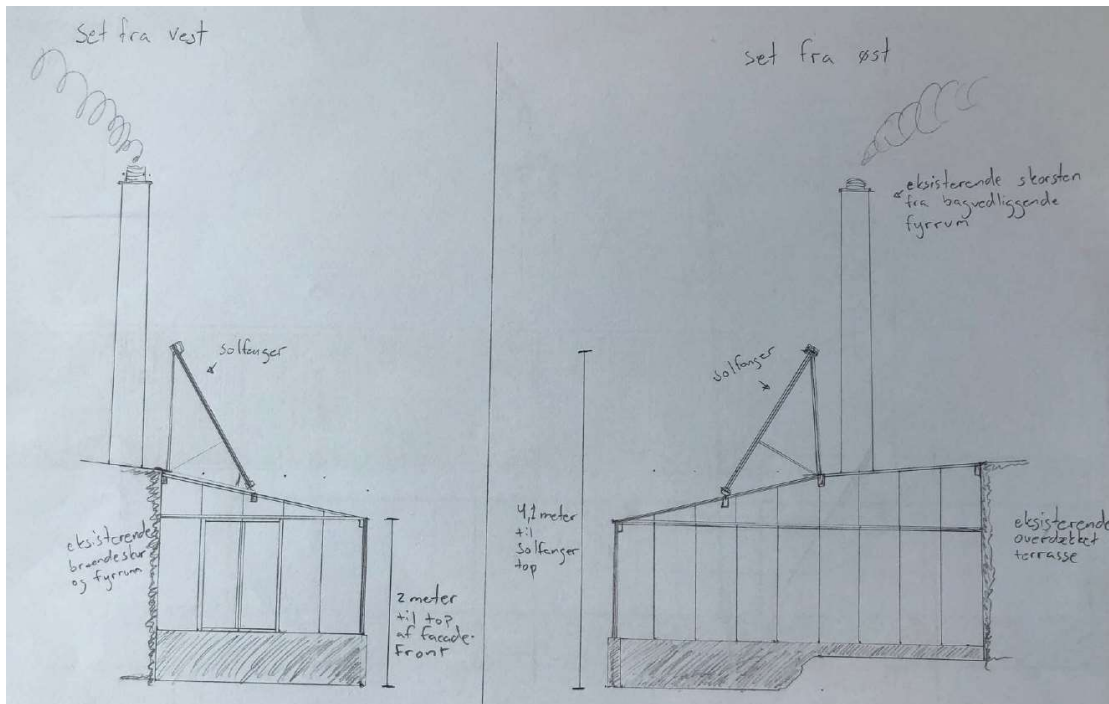 Set fra vest
solfanger
eksisterende
brændeskur
og fyrrum
2 meter
til top
af facade-
front
set fra øst
eksisterende skorsten
fra bagvedliggende
fyrrum
solfanger
4,1 meter
til
solfanger
top
eksisterende
overdækket
terrasse